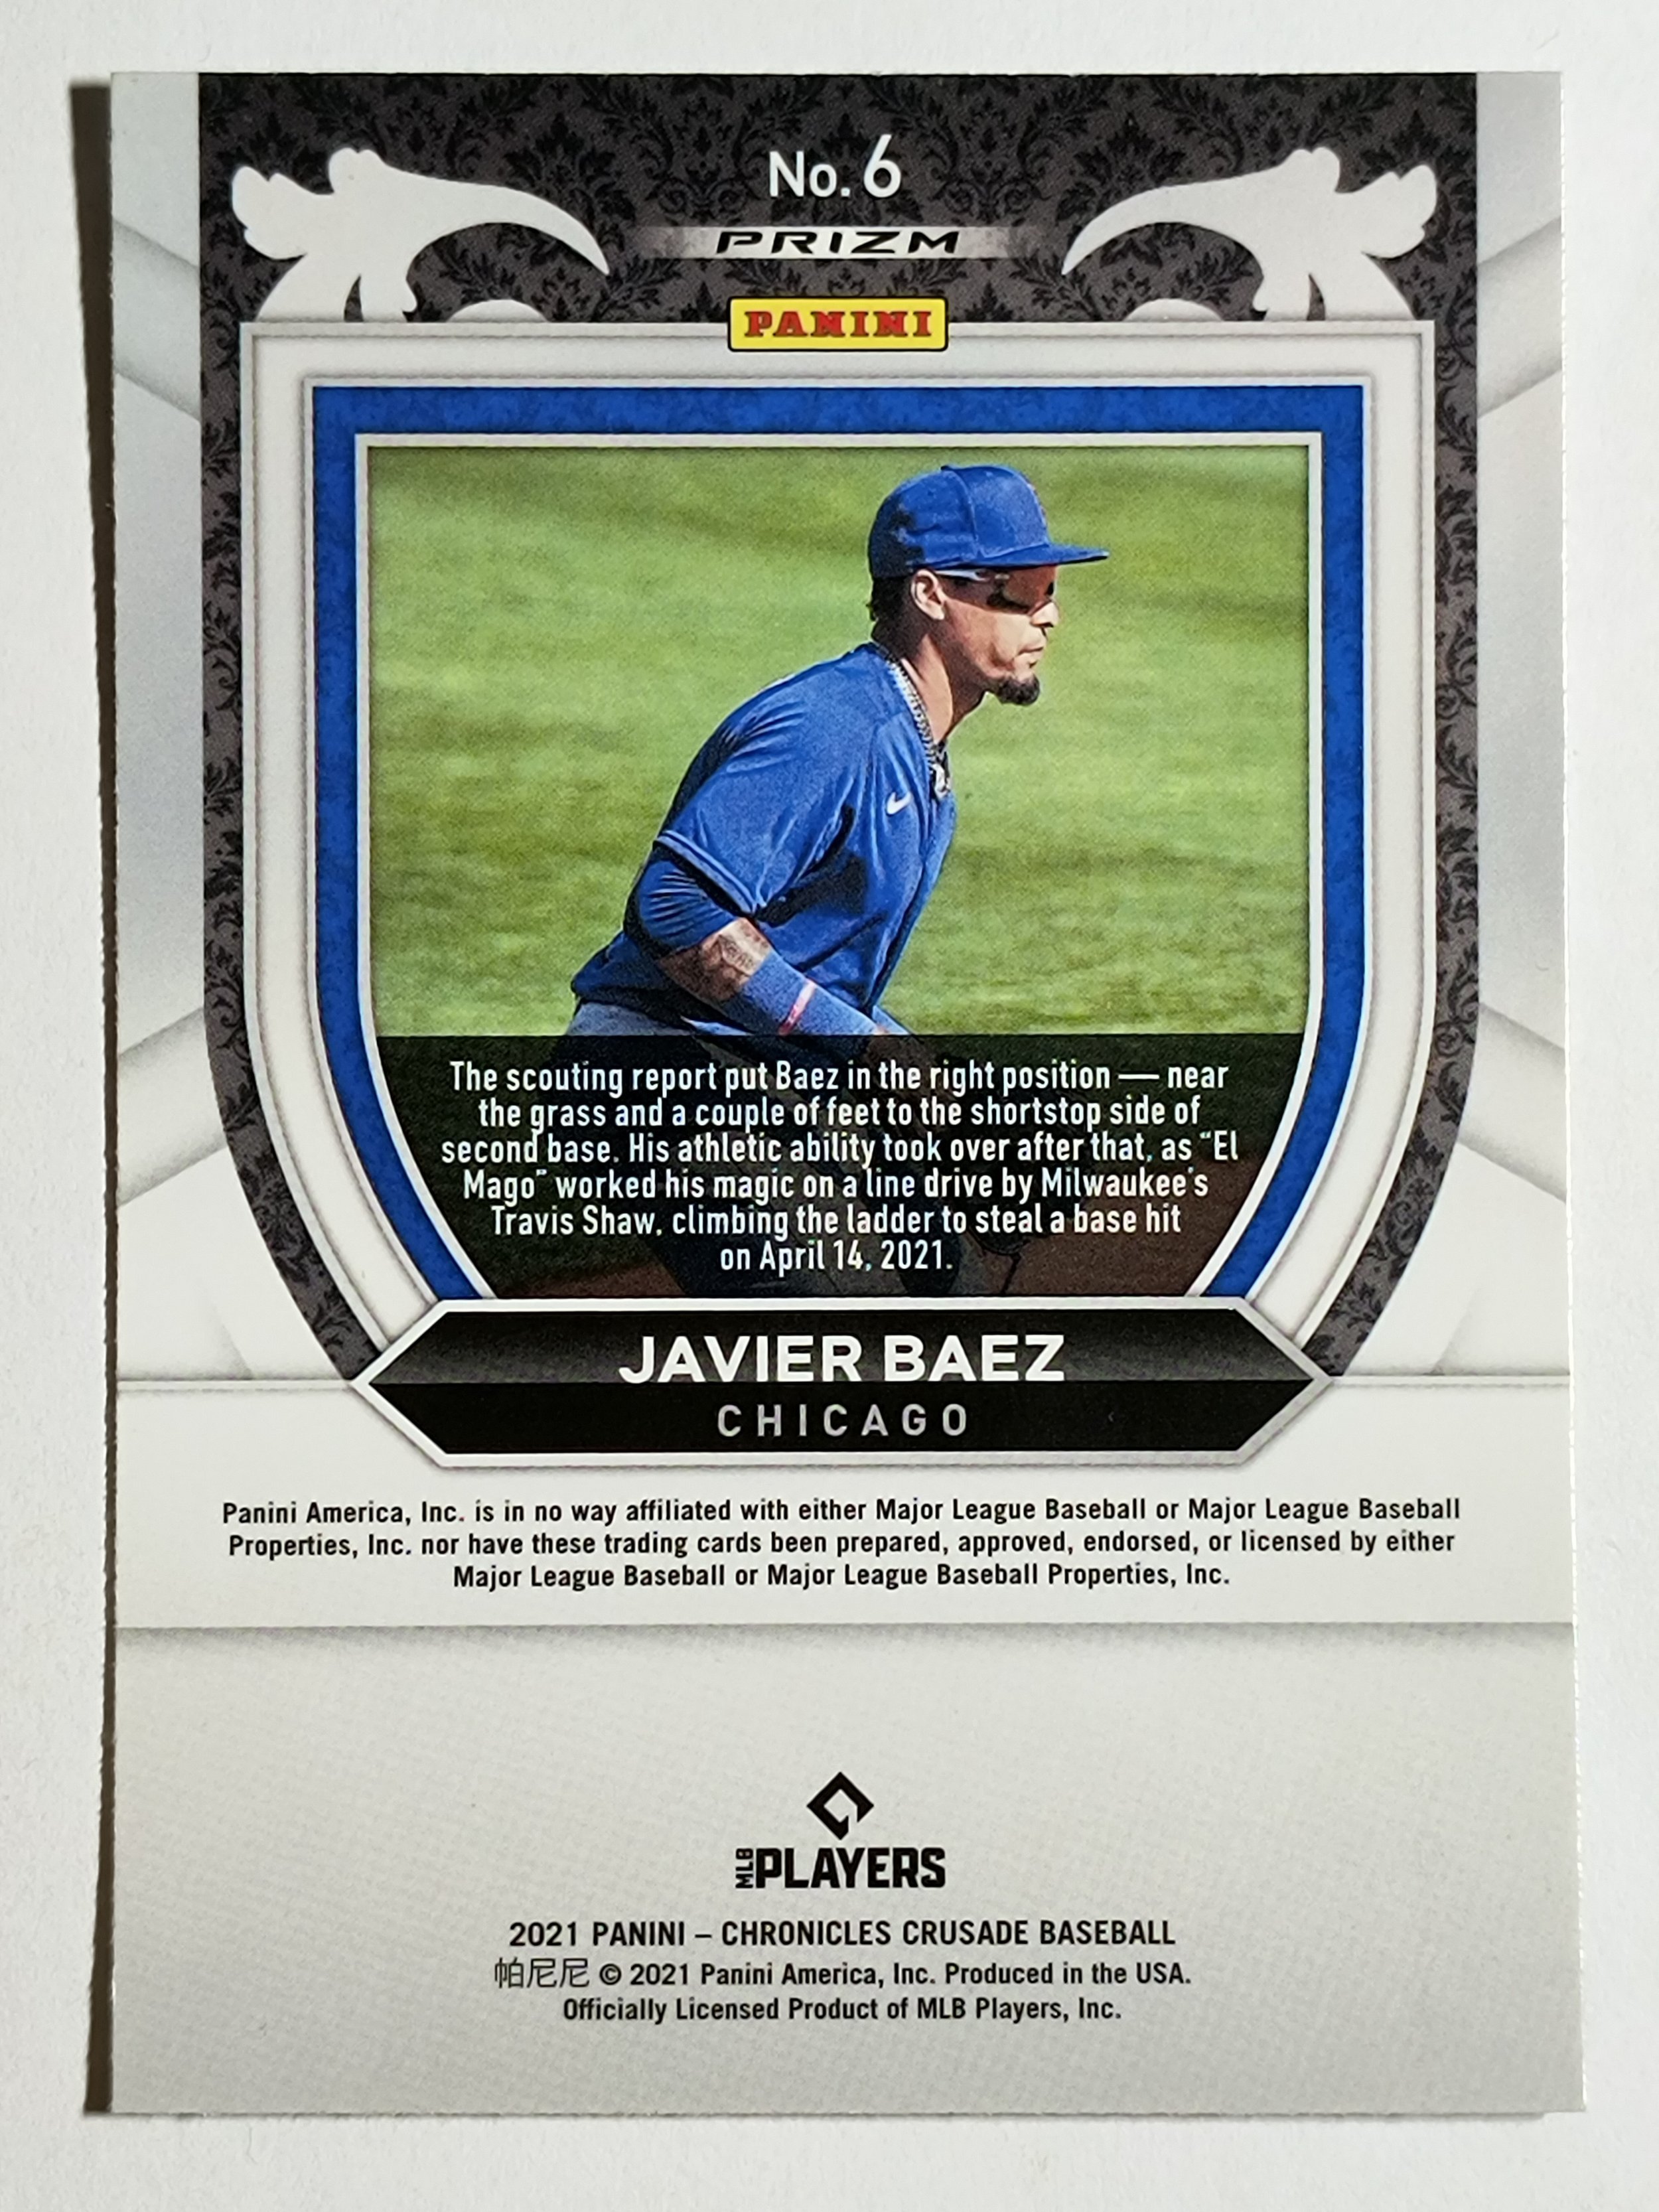 No. 6
PRIZM
PANINI
The scouting report put Baez in the right position — near
the grass and a couple of feet to the shortstop side of
second base. His athletic ability took over after that, as “El
Mago” worked his magic on a line drive by Milwaukee's
Travis Shaw, climbing the ladder to steal a base hit
on April 14, 2021.
JAVIER BAEZ
CHICAGO
Panini America, Inc. is in no way affiliated with either Major League Baseball or Major League Baseball
Properties, Inc. nor have these trading cards been prepared, approved, endorsed, or licensed by either
Major League Baseball or Major League Baseball Properties, Inc.
MLB PLAYERS
2021 PANINI – CHRONICLES CRUSADE BASEBALL
帕尼尼 © 2021 Panini America, Inc. Produced in the USA.
Officially Licensed Product of MLB Players, Inc.